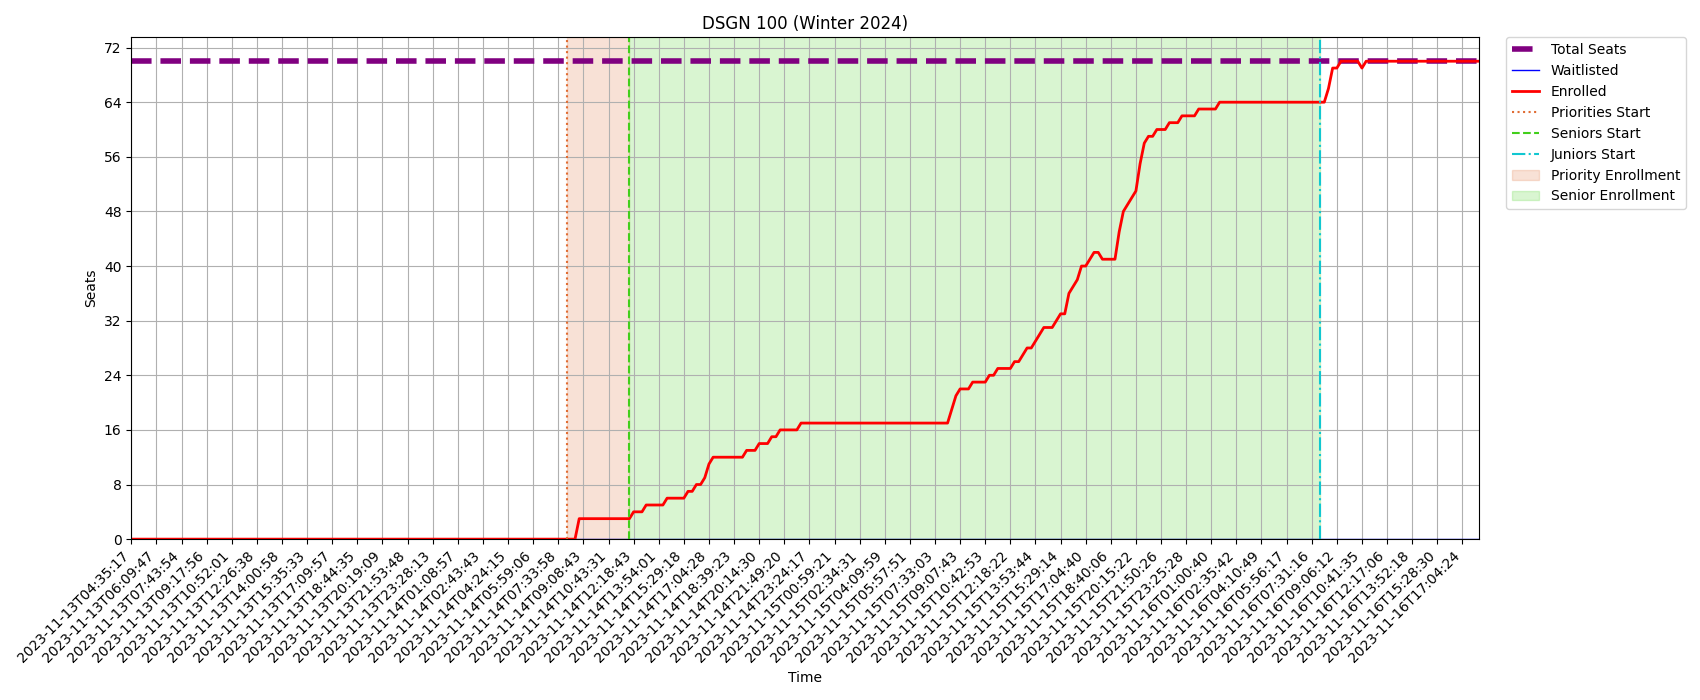 DSGN 100 (Winter 2024)
72
64
56
48
40
32
24
16
8
0
Seats
2023-11-13T04:35:17
2023-11-13T06:09:47
2023-11-13T07:43:54
2023-11-13T09:17:56
2023-11-13T10:52:01
2023-11-13T12:26:38
2023-11-13T14:00:58
2023-11-13T15:35:33
2023-11-13T17:09:57
2023-11-13T18:44:35
2023-11-13T20:19:09
2023-11-13T21:53:48
2023-11-13T23:28:13
2023-11-14T01:08:57
2023-11-14T02:43:43
2023-11-14T04:24:15
2023-11-14T05:59:06
2023-11-14T07:33:58
2023-11-14T09:08:43
2023-11-14T10:43:31
2023-11-14T12:18:43
2023-11-14T13:54:01
2023-11-14T15:29:18
2023-11-14T17:04:28
2023-11-14T18:39:23
2023-11-14T20:14:30
2023-11-14T21:49:20
2023-11-14T23:24:17
2023-11-15T00:59:21
2023-11-15T02:34:31
2023-11-15T04:09:59
2023-11-15T05:57:51
2023-11-15T07:33:03
2023-11-15T09:07:43
2023-11-15T10:42:53
2023-11-15T12:18:22
2023-11-15T13:53:44
2023-11-15T15:29:14
2023-11-15T17:04:40
2023-11-15T18:40:06
2023-11-15T20:15:22
2023-11-15T21:50:26
2023-11-15T23:25:28
2023-11-16T01:00:40
2023-11-16T02:35:42
2023-11-16T04:10:49
2023-11-16T05:56:17
2023-11-16T07:31:16
2023-11-16T09:06:12
2023-11-16T10:41:35
2023-11-16T12:17:06
2023-11-16T13:52:18
2023-11-16T15:28:30
2023-11-16T17:04:24
Time
Total Seats
Waitlisted
Enrolled
Priorities Start
Seniors Start
Juniors Start
Priority Enrollment
Senior Enrollment